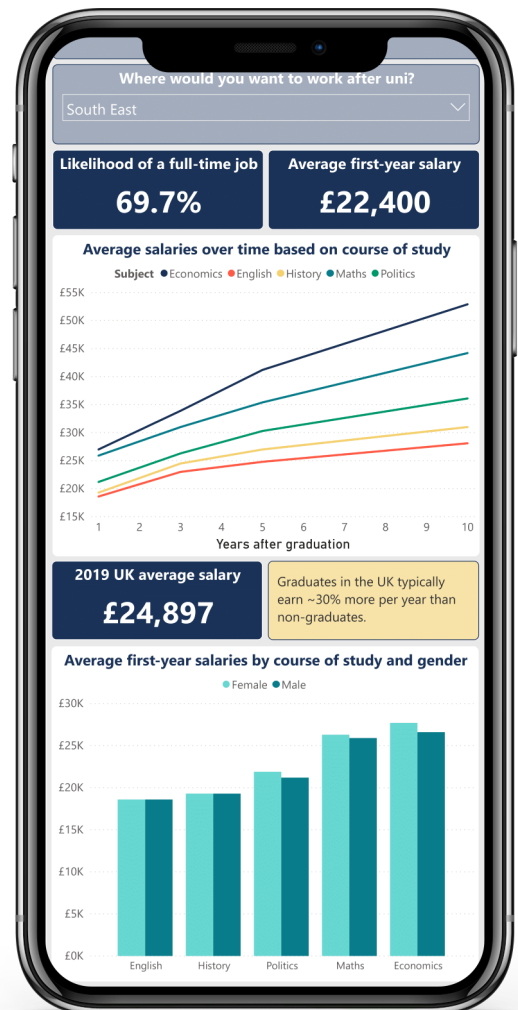 Where would you want to work after uni?
South East
Likelihood of a full-time job
69.7%
Average first-year salary
£22,400
Average salaries over time based on course of study
Subject Economics English History Maths Politics
£55K
£50K
£45K
£40K
£35K
£30K
£25K
£20K
£15K
1 2 3 4 5 6 7 8 9 10
Years after graduation
2019 UK average salary
£24,897
Graduates in the UK typically
earn ~30% more per year than
non-graduates.
Average first-year salaries by course of study and gender
Female Male
£30K
£25K
£20K
£15K
£10K
£5K
£0K
English History Politics Maths Economics